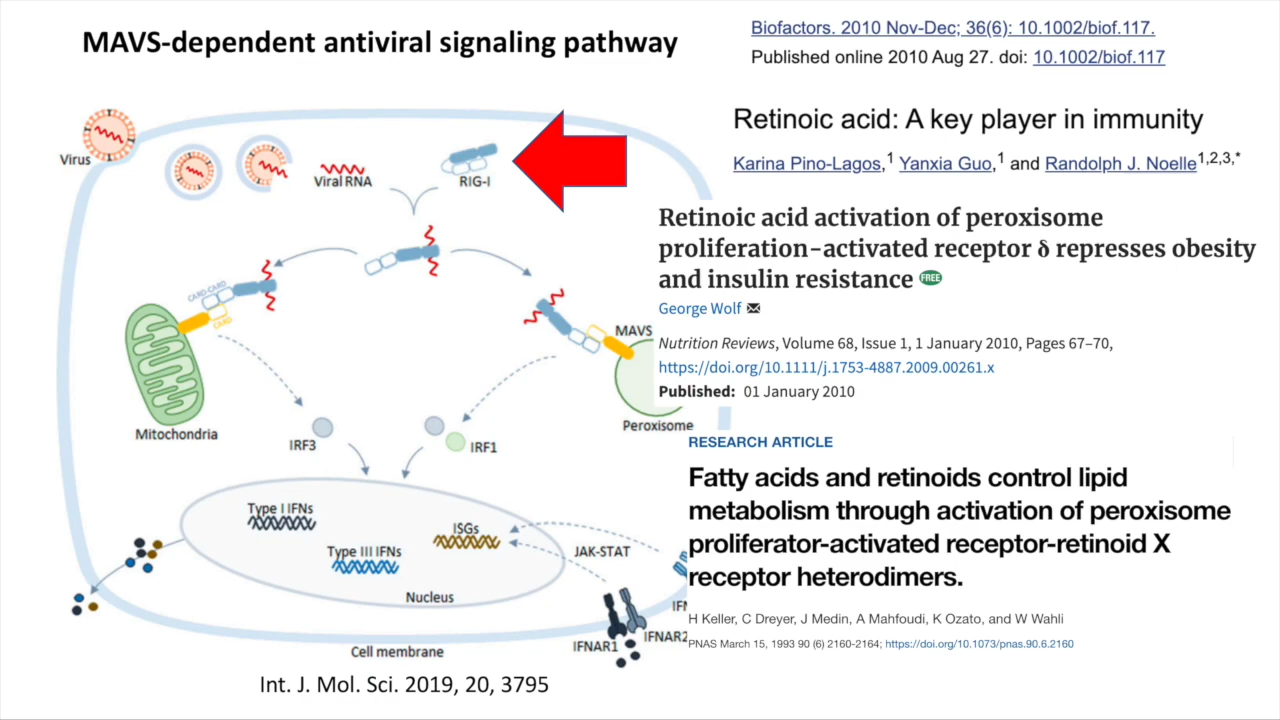 MAVS-dependent antiviral signaling pathway
Virus
Viral RNA
RIG-I
CARD-CARD
CARD
MAVS
Mitochondria
Peroxisome
IRF3
IRF1
Type I IFNs
ISGs
Type III IFNs
JAK-STAT
Nucleus
IFNAR1
IFNAR2
Cell membrane
Int. J. Mol. Sci. 2019, 20, 3795
Biofactors. 2010 Nov-Dec; 36(6): 10.1002/biof.117.
Published online 2010 Aug 27. doi: 10.1002/biof.117
Retinoic acid: A key player in immunity
Karina Pino-Lagos,1 Yanxia Guo,1 and Randolph J. Noelle1,2,3,*
Retinoic acid activation of peroxisome
proliferation-activated receptor δ represses obesity
and insulin resistance FREE
George Wolf
Nutrition Reviews, Volume 68, Issue 1, 1 January 2010, Pages 67–70,
https://doi.org/10.1111/j.1753-4887.2009.00261.x
Published: 01 January 2010
RESEARCH ARTICLE
Fatty acids and retinoids control lipid
metabolism through activation of peroxisome
proliferator-activated receptor-retinoid X
receptor heterodimers.
H Keller, C Dreyer, J Medin, A Mahfoudi, K Ozato, and W Wahli
PNAS March 15, 1993 90 (6) 2160-2164; https://doi.org/10.1073/pnas.90.6.2160